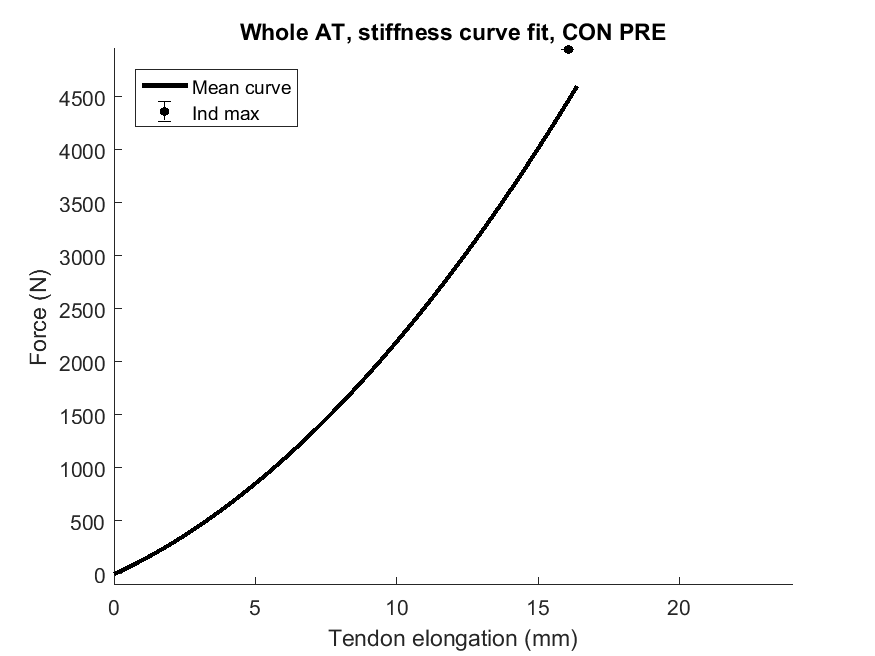 Whole AT, stiffness curve fit, CON PRE
Mean curve
Ind max
4500
4000
3500
3000
2500
2000
1500
1000
500
0
Force (N)
0 5 10 15 20
Tendon elongation (mm)